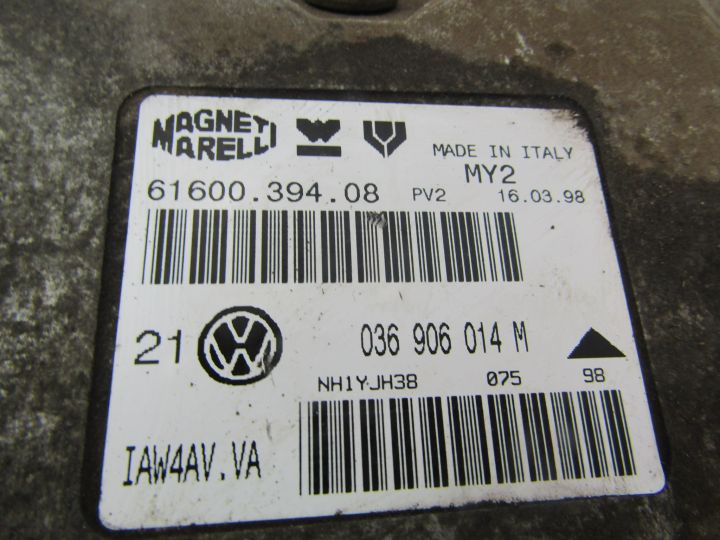 MAGNETI
MARELLI
MADE IN ITALY
MY2
61600.394.08 PV2 16.03.98
21 VW 036 906 014 M
NH1YJH38 075 98
IAW4AV.VA